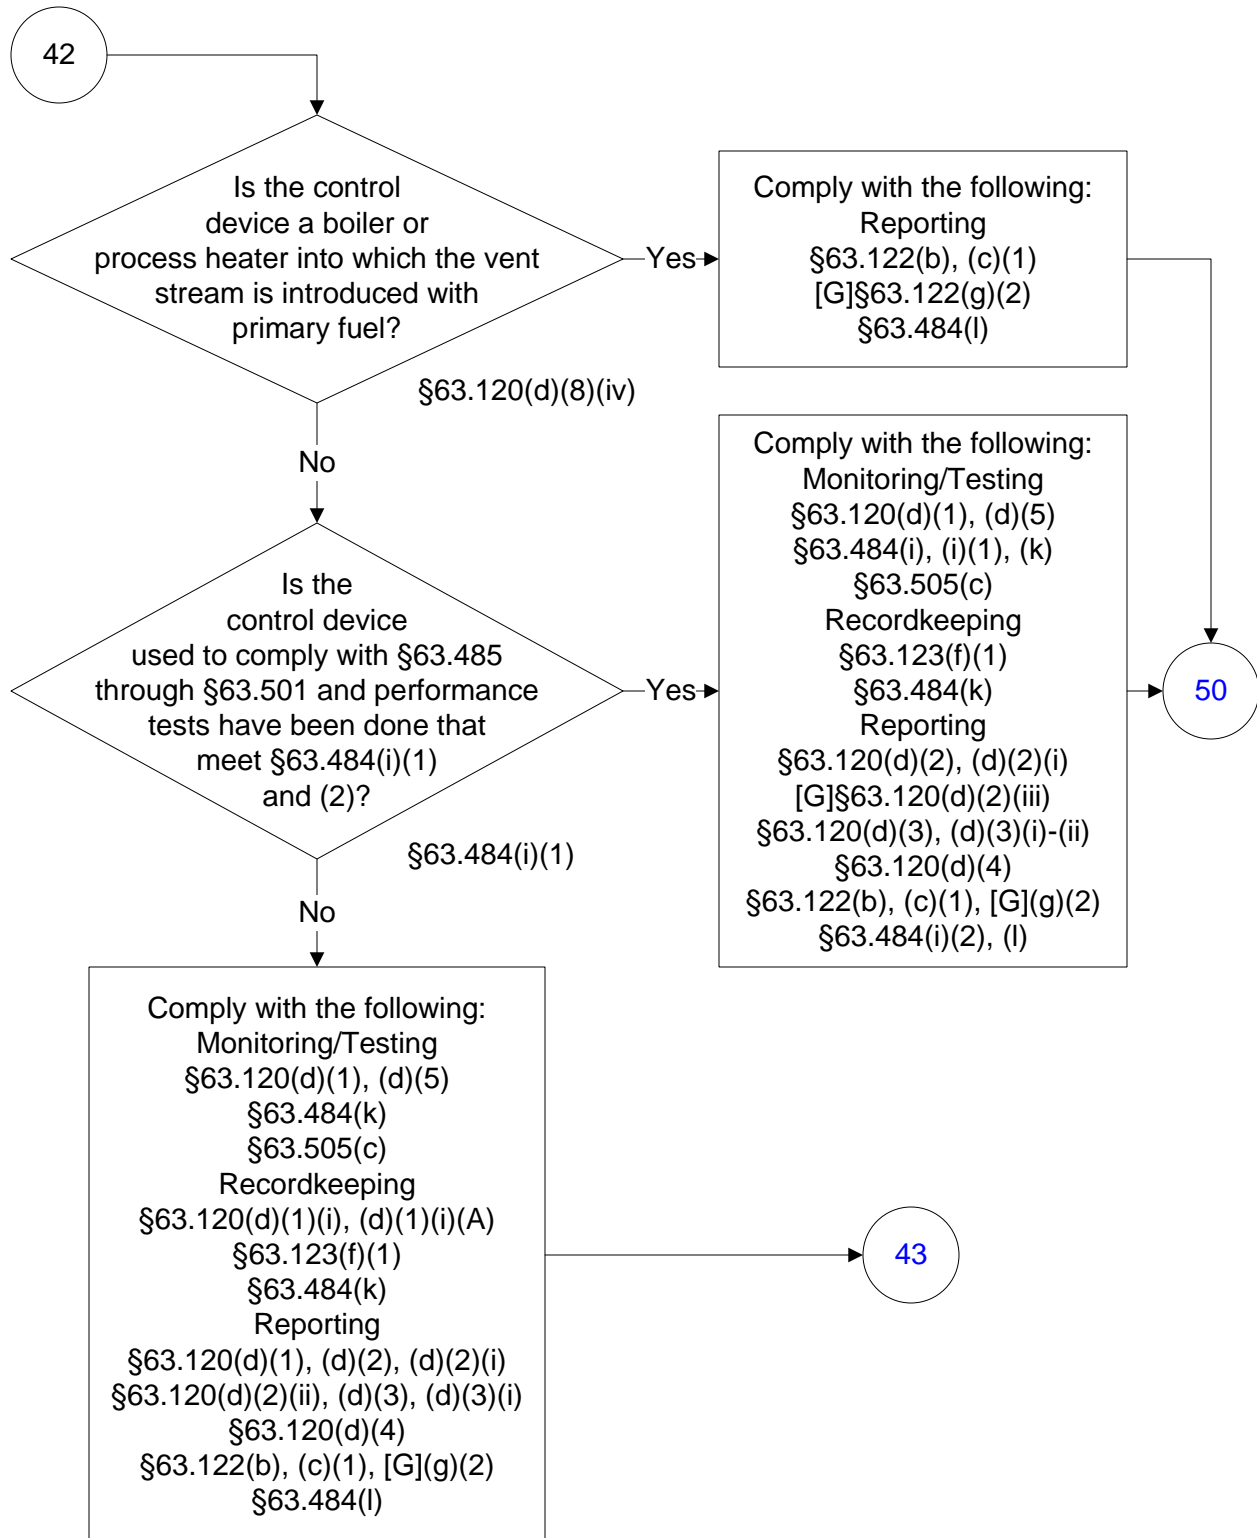 42
Is the control
device a boiler or
process heater into which the vent
stream is introduced with
primary fuel?
Yes
Comply with the following:
Reporting
§63.122(b), (c)(1)
[G]§63.122(g)(2)
§63.484(l)
§63.120(d)(8)(iv)
No
Is the
control device
used to comply with §63.485
through §63.501 and performance
tests have been done that
meet §63.484(i)(1)
and (2)?
Yes
Comply with the following:
Monitoring/Testing
§63.120(d)(1), (d)(5)
§63.484(i), (i)(1), (k)
§63.505(c)
Recordkeeping
§63.123(f)(1)
§63.484(k)
Reporting
§63.120(d)(2), (d)(2)(i)
[G]§63.120(d)(2)(iii)
§63.120(d)(3), (d)(3)(i)-(ii)
§63.120(d)(4)
§63.122(b), (c)(1), [G](g)(2)
§63.484(i)(2), (l)
50
§63.484(i)(1)
No
Comply with the following:
Monitoring/Testing
§63.120(d)(1), (d)(5)
§63.484(k)
§63.505(c)
Recordkeeping
§63.120(d)(1)(i), (d)(1)(i)(A)
§63.123(f)(1)
§63.484(k)
Reporting
§63.120(d)(1), (d)(2), (d)(2)(i)
§63.120(d)(2)(ii), (d)(3), (d)(3)(i)
§63.120(d)(4)
§63.122(b), (c)(1), [G](g)(2)
§63.484(l)
43